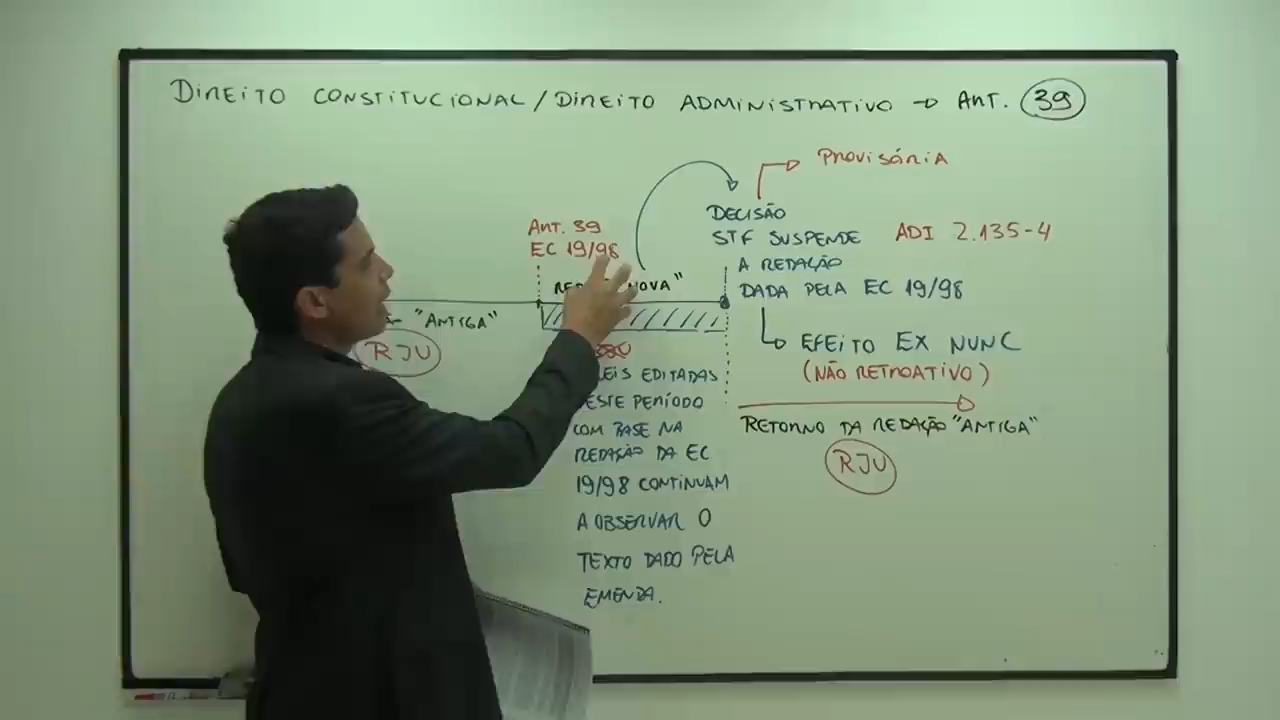 DIREITO CONSTITUCIONAL/DIREITO ADMINISTRATIVO → ART. 39
PROVISÓRIA
ART. 39
EC 19/98
NOVA"
DECISÃO
STF SUSPENDE
A REDAÇÃO
DADA PELA EC 19/98
ADI 2.135-4
"ANTIGA"
RJU
EFEITO EX NUNC
(NÃO RETROATIVO)
LEIS EDITADAS
PERÍODO
COM BASE NA
REDAÇÃO DA EC
19/98 CONTINUAM
A OBSERVAR O
TEXTO DADO PELA
EMENDA.
RETORNO DA REDAÇÃO "ANTIGA"
RJU